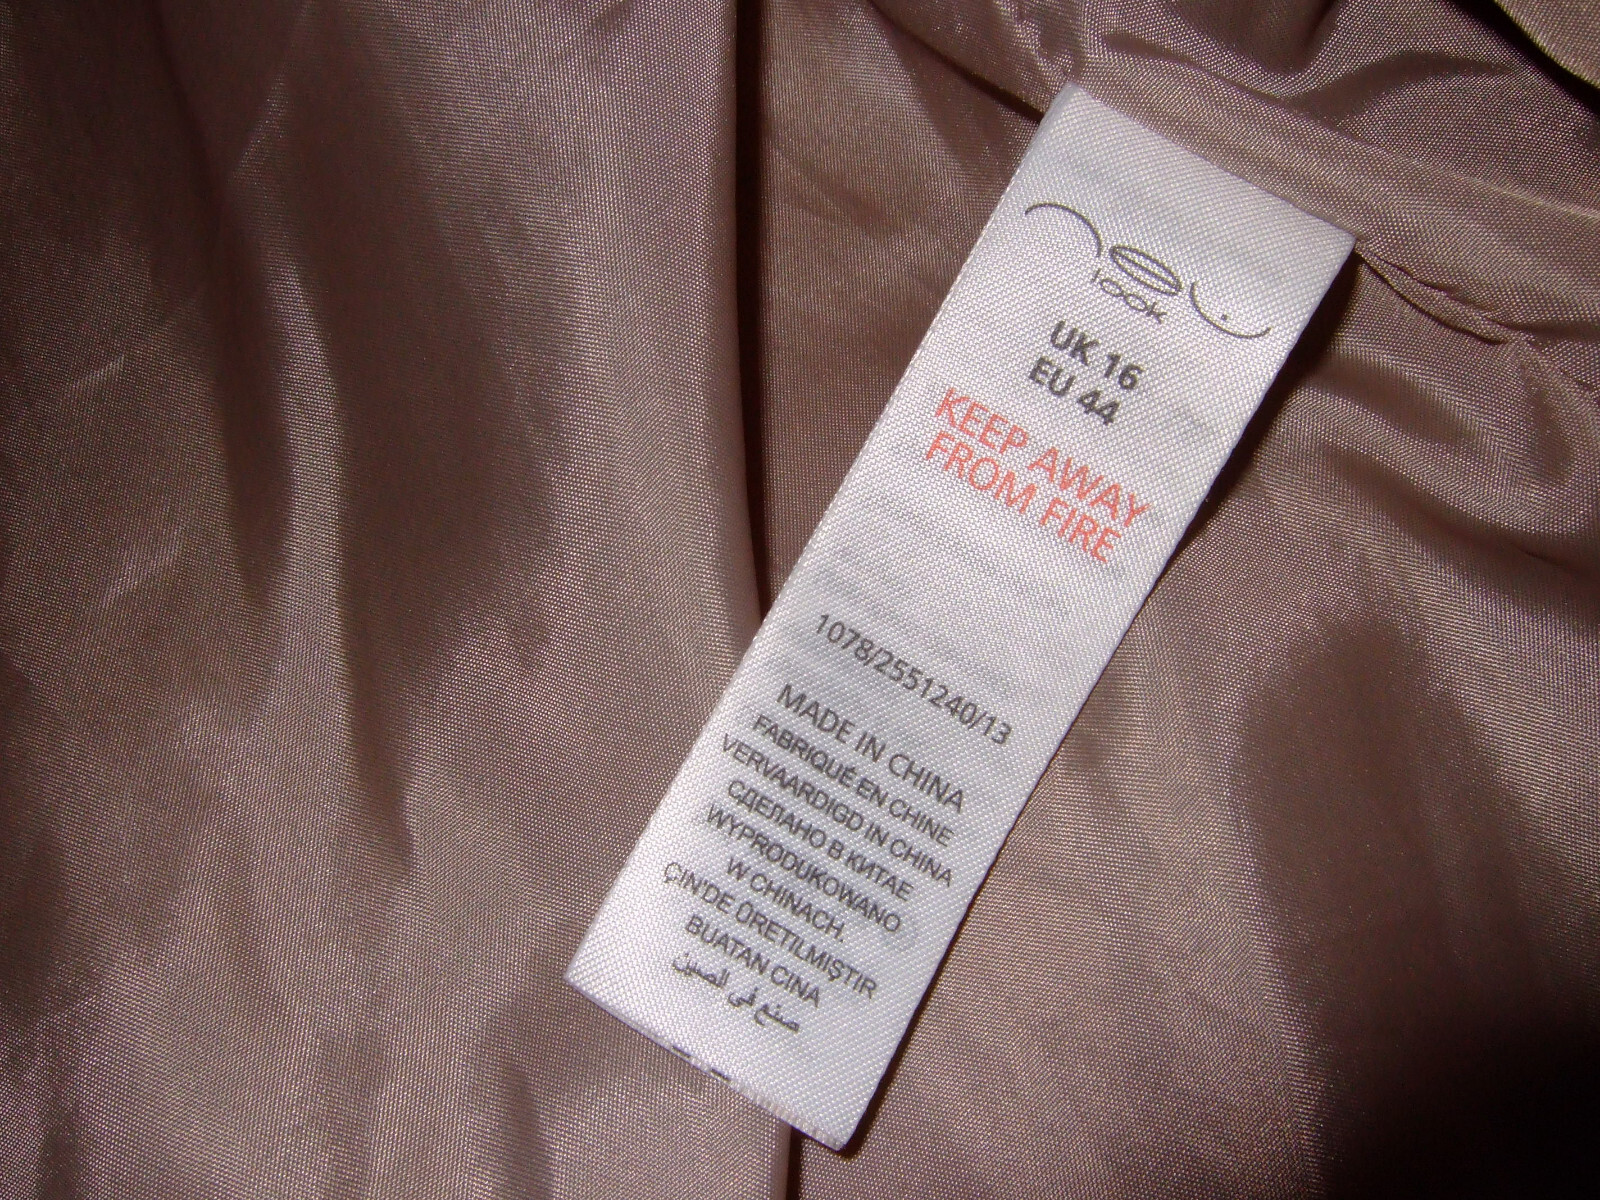 new
look
UK 16
EU 44
KEEP AWAY
FROM FIRE
1078/2551240/13
MADE IN CHINA
FABRIQUÉ EN CHINE
VERVAARDIGD IN CHINA
СДЕЛАНО В КИТАЕ
WYPRODUKOWANO
W CHINACH.
ÇIN'DE ÜRETILMIŞTIR
BUATAN CINA
صنع في الصين